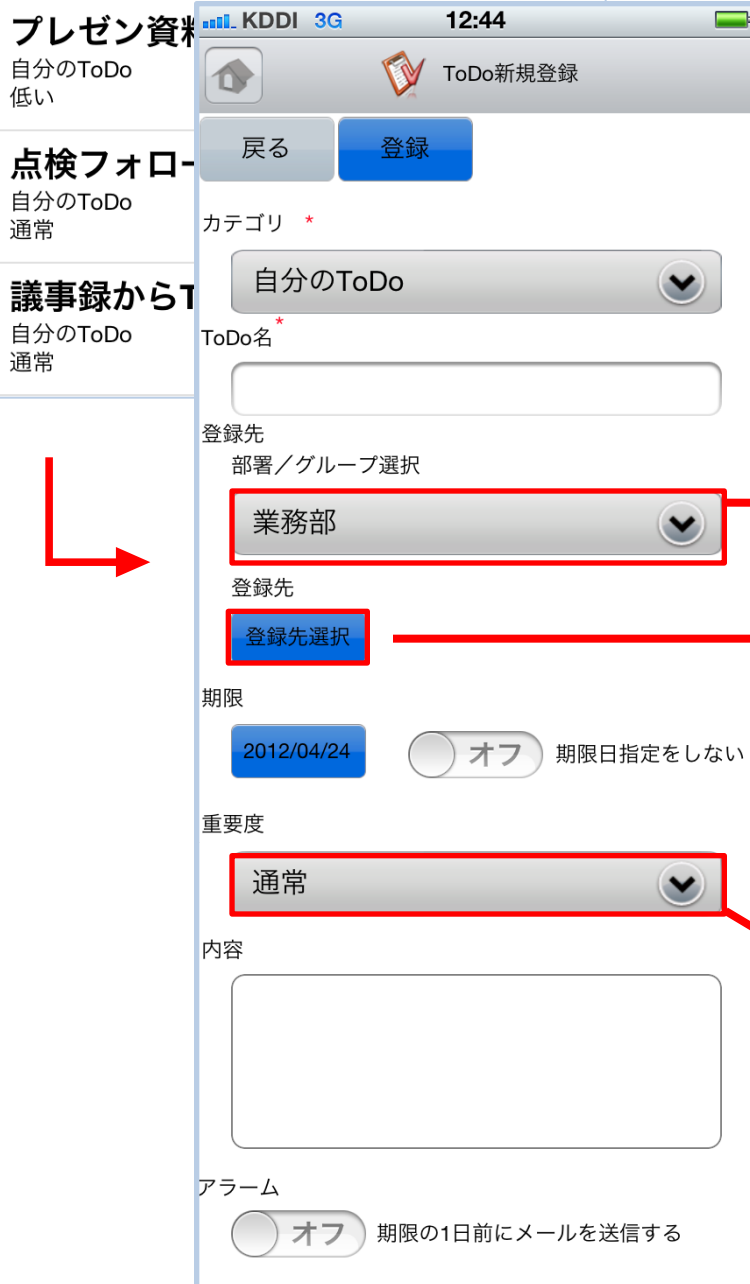 プレゼン資料
自分のToDo
低い
点検フォロー
自分のToDo
通常
議事録からT
自分のToDo
通常
KDDI 3G 12:44
ToDo新規登録
戻る 登録
カテゴリ *
自分のToDo
ToDo名*
登録先
部署／グループ選択
業務部
登録先
登録先選択
期限
2012/04/24 オフ 期限日指定をしない
重要度
通常
内容
アラーム
オフ 期限の1日前にメールを送信する